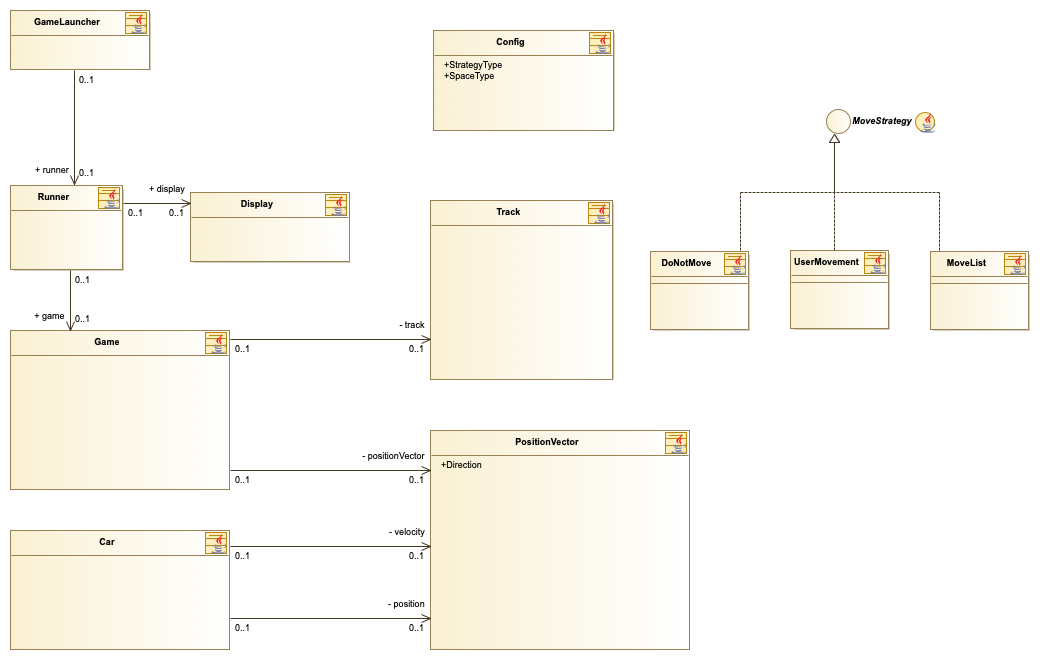 GameLauncher
0..1
+ runner
0..1
Runner
+ display
0..1
0..1
Display
0..1
+ game
0..1
Game
0..1
- track
0..1
Track
- positionVector
0..1
0..1
Car
- velocity
0..1
0..1
- position
0..1
0..1
PositionVector
+Direction
Config
+StrategyType
+SpaceType
MoveStrategy
DoNotMove
UserMovement
MoveList